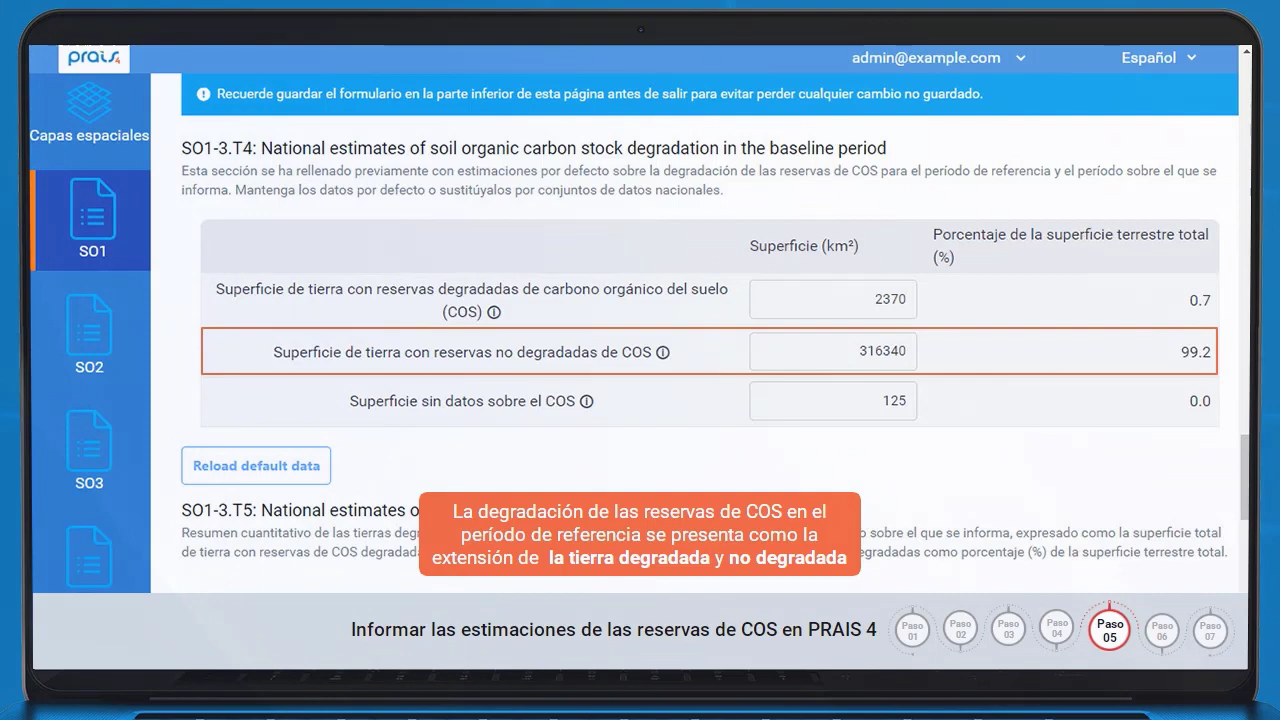 prais4
admin@example.com
Español
Capas espaciales
SO1
SO2
SO3
Recuerde guardar el formulario en la parte inferior de esta página antes de salir para evitar perder cualquier cambio no guardado.
SO1-3.T4: National estimates of soil organic carbon stock degradation in the baseline period
Esta sección se ha rellenado previamente con estimaciones por defecto sobre la degradación de las reservas de COS para el período de referencia y el período sobre el que se
informa. Mantenga los datos por defecto o sustitúyalos por conjuntos de datos nacionales.
Superficie (km²)
Porcentaje de la superficie terrestre total
(%)
Superficie de tierra con reservas degradadas de carbono orgánico del suelo
(COS)
2370
0.7
Superficie de tierra con reservas no degradadas de COS
316340
99.2
Superficie sin datos sobre el COS
125
0.0
Reload default data
SO1-3.T5: National estimates o
Resumen cuantitativo de las tierras deg
o sobre el que se informa, expresado como la superficie total
de tierra con reservas de COS degradad
egradadas como porcentaje (%) de la superficie terrestre total.
La degradación de las reservas de COS en el
período de referencia se presenta como la
extensión de la tierra degradada y no degradada
Informar las estimaciones de las reservas de COS en PRAIS 4
Paso
01
Paso
02
Paso
03
Paso
04
Paso
05
Paso
06
Paso
07